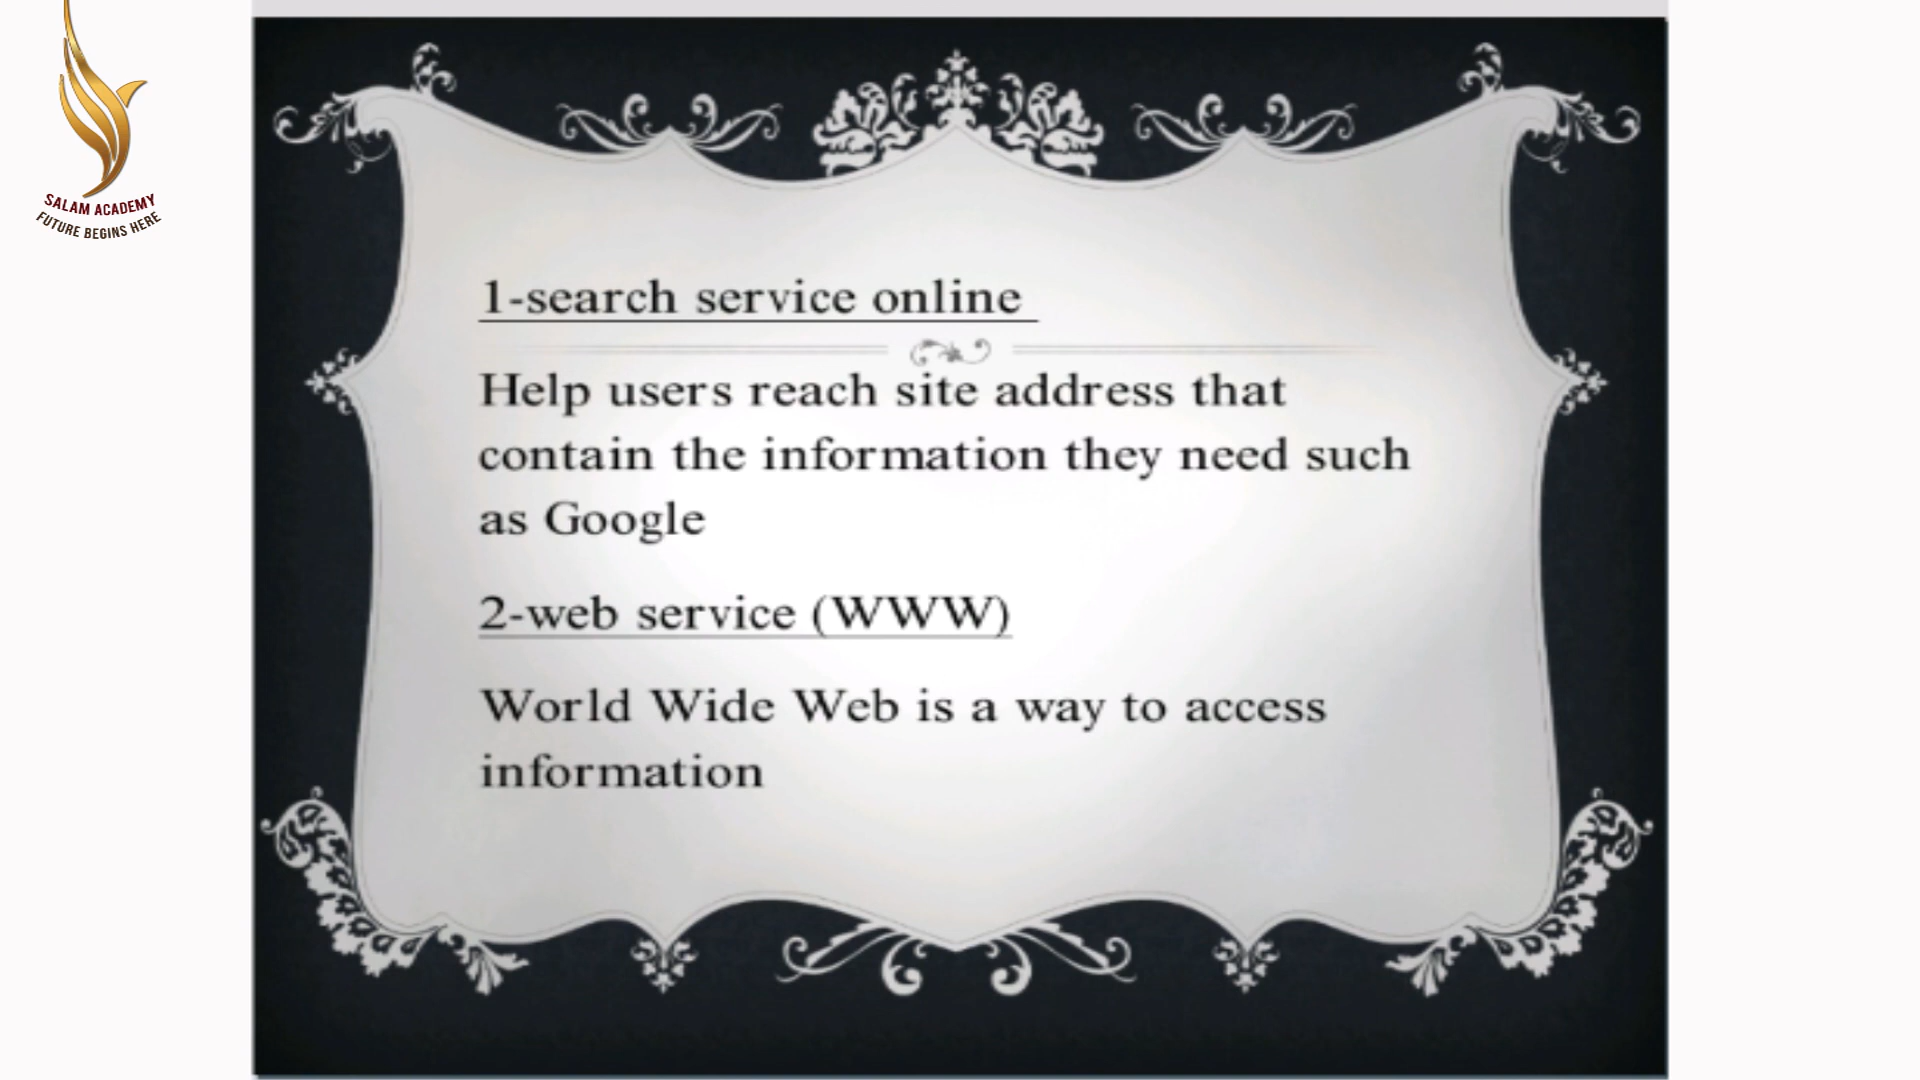 SALAM ACADEMY
FUTURE BEGINS HERE
1-search service online
Help users reach site address that
contain the information they need such
as Google
2-web service (WWW)
World Wide Web is a way to access
information